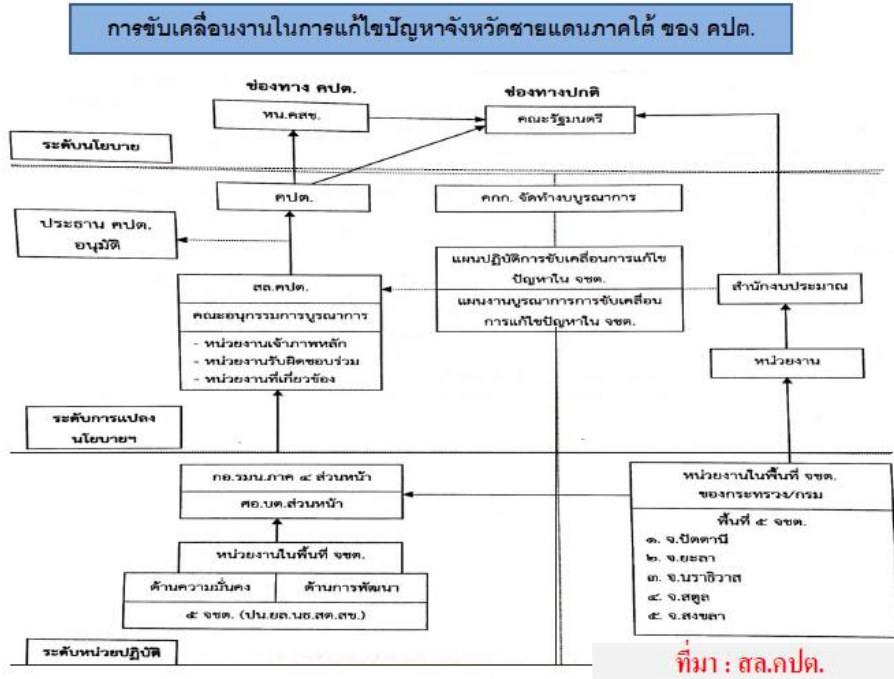 การขับเคลื่อนงานในการแก้ไขปัญหาจังหวัดชายแดนภาคใต้ ของ คปต.
ช่องทาง คปต.
ช่องทางปกติ
หน.คสช.
คณะรัฐมนตรี
ระดับนโยบาย
คปต.
คกก. จัดทำงบบูรณาการ
ประธาน คปต.
อนุมัติ
แผนปฏิบัติการขับเคลื่อนการแก้ไข
ปัญหาใน จชต.
สล.คปต.
สำนักงบประมาณ
แผนงานบูรณาการการขับเคลื่อน
การแก้ไขปัญหาใน จชต.
คณะอนุกรรมการบูรณาการ
- หน่วยงานเจ้าภาพหลัก
- หน่วยงานรับผิดชอบร่วม
- หน่วยงานที่เกี่ยวข้อง
หน่วยงาน
ระดับการแปลง
นโยบายฯ
กอ.รมน.ภาค ๔ ส่วนหน้า
ศอ.บต.ส่วนหน้า
หน่วยงานในพื้นที่ จชต.
ด้านความมั่นคง
ด้านการพัฒนา
๕ จชต. (ปน.ยล.นธ.สต.สข.)
หน่วยงานในพื้นที่ จชต.
ของกระทรวง/กรม
พื้นที่ ๕ จชต.
๑. จ.ปัตตานี
๒. จ.ยะลา
๓. จ.นราธิวาส
๔. จ.สตูล
๕. จ.สงขลา
ระดับหน่วยปฏิบัติ
ที่มา : สล.คปต.